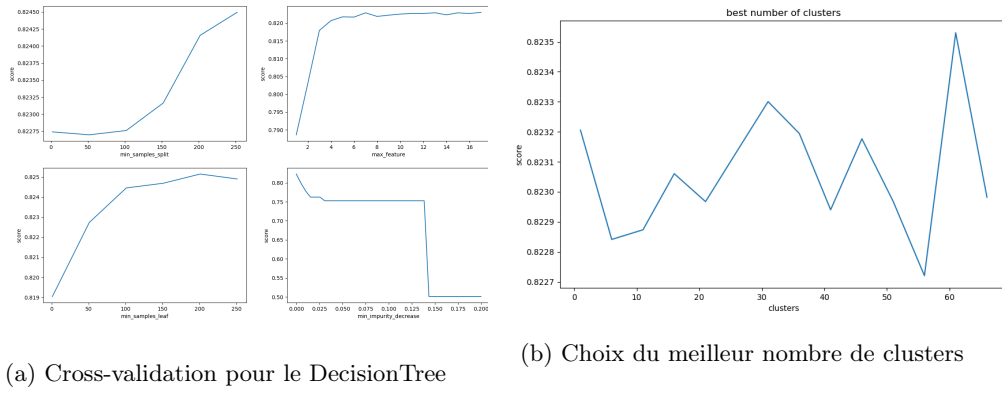 0.82450
0.82425
0.82400
0.82375
0.82350
0.82325
0.82300
0.82275
score
0 50 100 150 200 250
min_samples_split
0.820
0.815
0.810
0.805
0.800
0.795
0.790
score
2 4 6 8 10 12 14 16
max_feature
0.825
0.824
0.823
0.822
0.821
0.820
0.819
score
0 50 100 150 200 250
min_samples_leaf
0.80
0.75
0.70
0.65
0.60
0.55
0.50
score
0.000 0.025 0.050 0.075 0.100 0.125 0.150 0.175 0.200
min_impurity_decrease
(a) Cross-validation pour le DecisionTree
best number of clusters
0.8235
0.8234
0.8233
0.8232
0.8231
0.8230
0.8229
0.8228
0.8227
score
0 10 20 30 40 50 60
clusters
(b) Choix du meilleur nombre de clusters